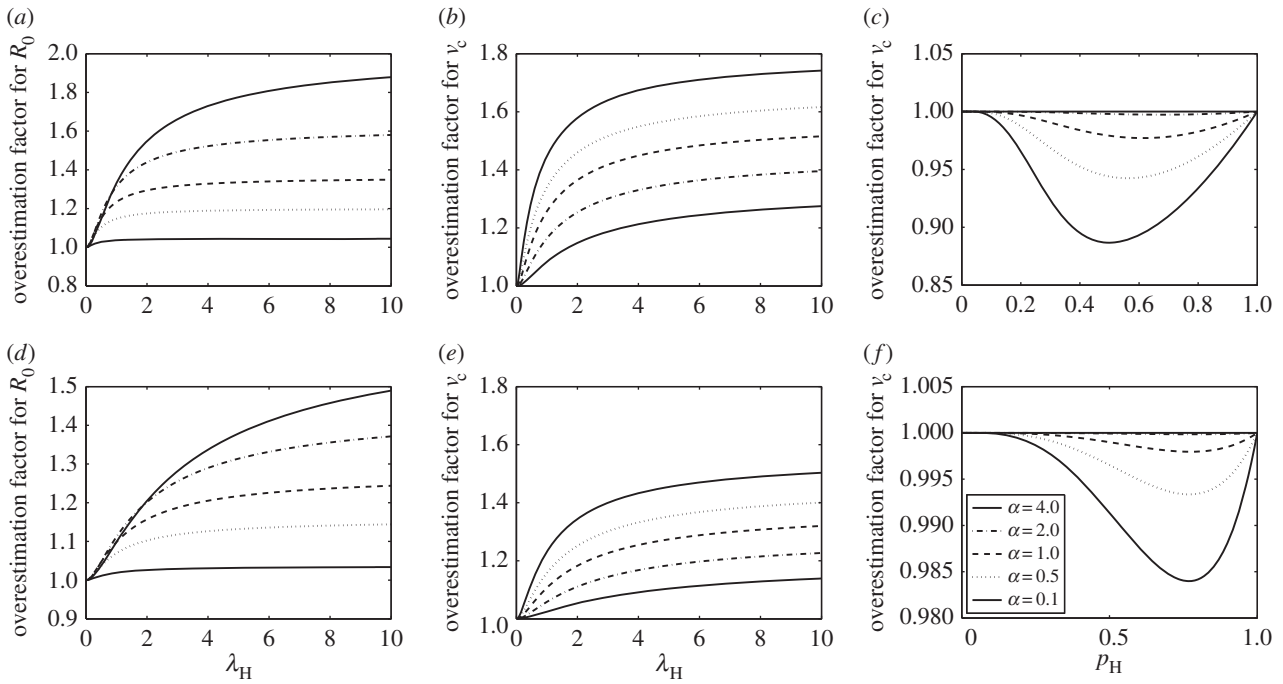 (a)
overestimation factor for R₀
2.0
1.8
1.6
1.4
1.2
1.0
0.8
0 2 4 6 8 10
(b)
overestimation factor for v_c
1.8
1.6
1.4
1.2
1.0
0 2 4 6 8 10
(c)
overestimation factor for v_c
1.05
1.00
0.95
0.90
0.85
0 0.2 0.4 0.6 0.8 1.0
(d)
overestimation factor for R₀
1.5
1.4
1.3
1.2
1.1
1.0
0.9
0 2 4 6 8 10
λ_H
(e)
overestimation factor for v_c
1.8
1.6
1.4
1.2
1.0
0 2 4 6 8 10
λ_H
(f)
overestimation factor for v_c
1.005
1.000
0.995
0.990
0.985
0.980
α = 4.0
α = 2.0
α = 1.0
α = 0.5
α = 0.1
0 0.5 1.0
p_H